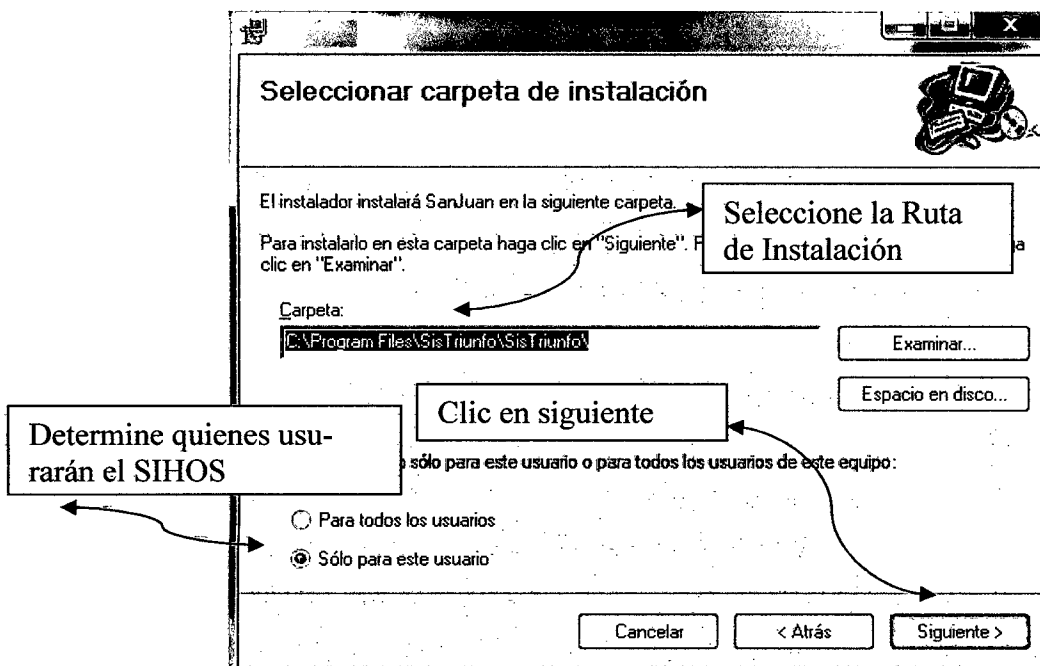 Seleccionar carpeta de instalación
El instalador instalará SanJuan en la siguiente carpeta.
Seleccione la Ruta
de Instalación
Para instalarlo en esta carpeta haga clic en "Siguiente".
clic en "Examinar".
Carpeta:
C:\Program Files\SisTriunfo\SisTriunfo\
Examinar...
Espacio en disco...
Clic en siguiente
Determine quienes usu-
rarán el SIHOS
sólo para este usuario o para todos los usuarios de este equipo:
Para todos los usuarios
Sólo para este usuario
Cancelar
< Atrás
Siguiente >